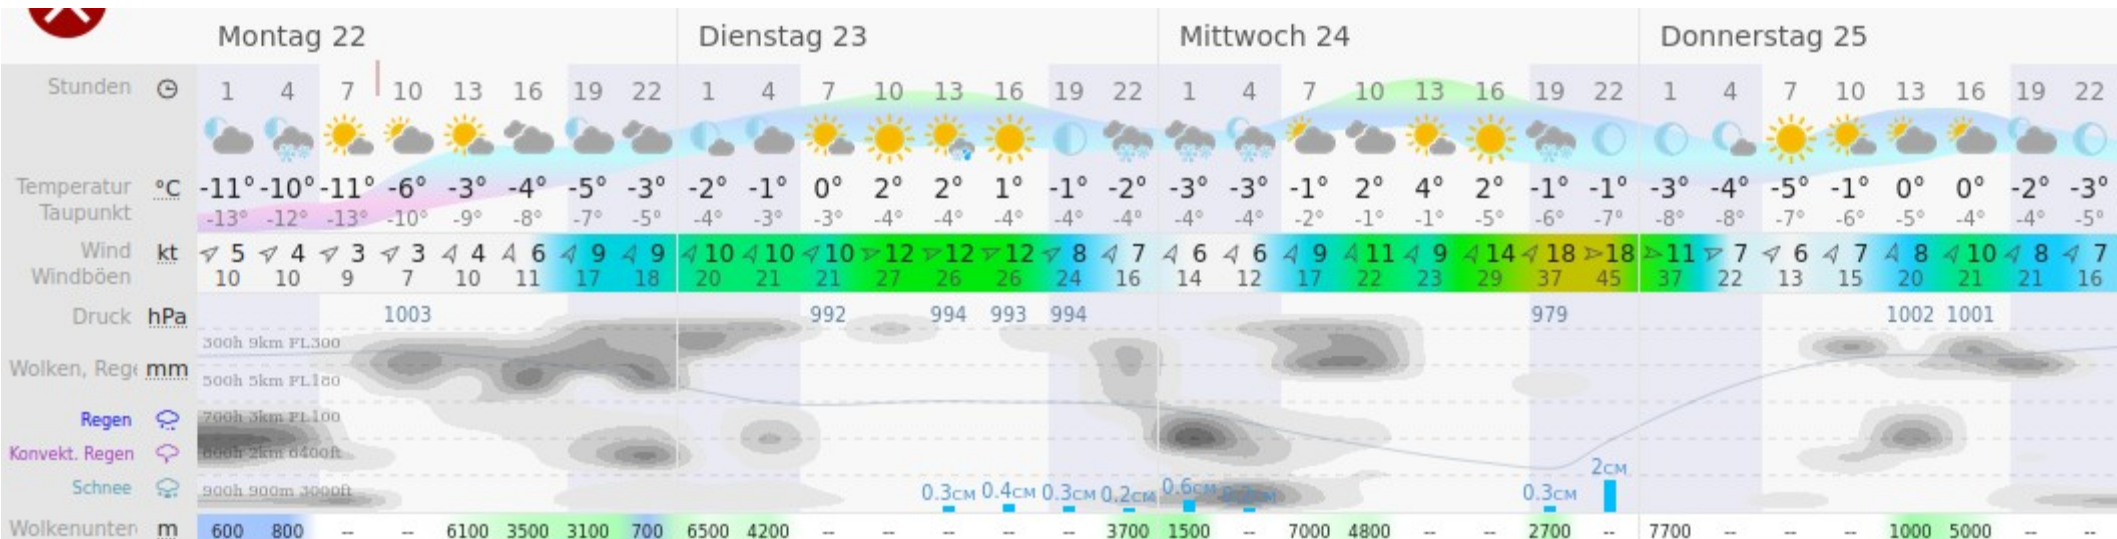 Montag 22 Dienstag 23 Mittwoch 24 Donnerstag 25
Stunden 1 4 7 10 13 16 19 22 1 4 7 10 13 16 19 22 1 4 7 10 13 16 19 22 1 4 7 10 13 16 19 22
Temperatur °C -11° -10° -11° -6° -3° -4° -5° -3° -2° -1° 0° 2° 2° 1° -1° -2° -3° -3° -1° 2° 4° 2° -1° -1° -3° -4° -5° -1° 0° 0° -2° -3°
Taupunkt -13° -12° -13° -10° -9° -8° -7° -5° -4° -3° -3° -4° -4° -4° -4° -4° -4° -4° -2° -1° -1° -5° -6° -7° -8° -8° -7° -6° -5° -4° -4° -5°
Wind kt 5 4 3 3 4 6 9 9 10 10 10 12 12 12 8 7 6 6 9 11 9 14 18 18 11 7 6 7 8 10 8 7
Windböen 10 10 9 7 10 11 17 18 20 21 21 27 26 26 24 16 14 12 17 22 23 29 37 45 37 22 13 15 20 21 21 16
Druck hPa 1003 992 994 993 994 979 1002 1001
300h 9km FL300
Wolken, Rege mm
500h 5km FL180
700h 3km FL100
Regen
Konvekt. Regen
2km 6400ft
2см
Schnee
900h 900m 3000ft 0.3см 0.4см 0.3см 0.2см 0.6см 0.3см
Wolkenunter m 600 800 -- -- 6100 3500 3100 700 6500 4200 -- -- -- -- -- 3700 1500 -- 7000 4800 -- -- 2700 -- 7700 -- -- -- 1000 5000 -- --